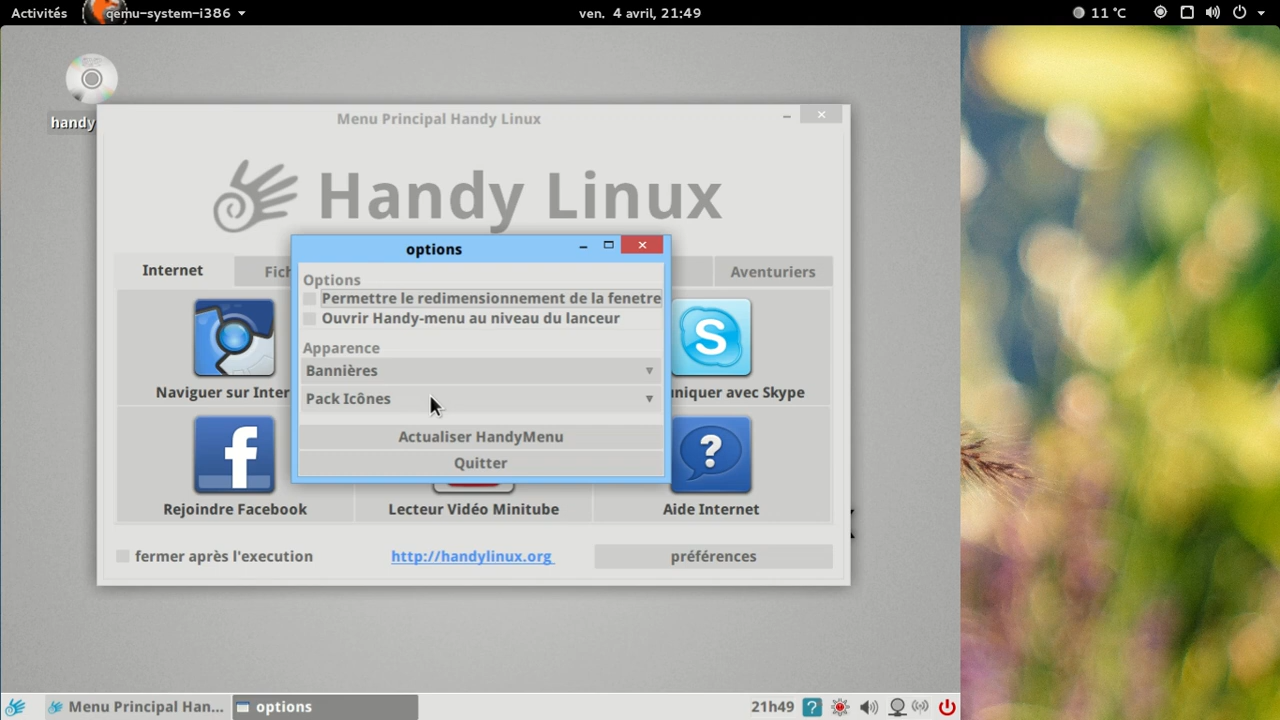 Activités
qemu-system-i386
ven. 4 avril, 21:49
11 °C
handy
Menu Principal Handy Linux
Handy Linux
Internet
Aventuriers
options
Options
Permettre le redimensionnement de la fenetre
Ouvrir Handy-menu au niveau du lanceur
Apparence
Bannières
Pack Icônes
Actualiser HandyMenu
Quitter
Naviguer sur
avec Skype
Rejoindre Facebook
Lecteur Vidéo Minitube
Aide Internet
fermer après l'execution
http://handylinux.org
préférences
Menu Principal Han...
options
21h49